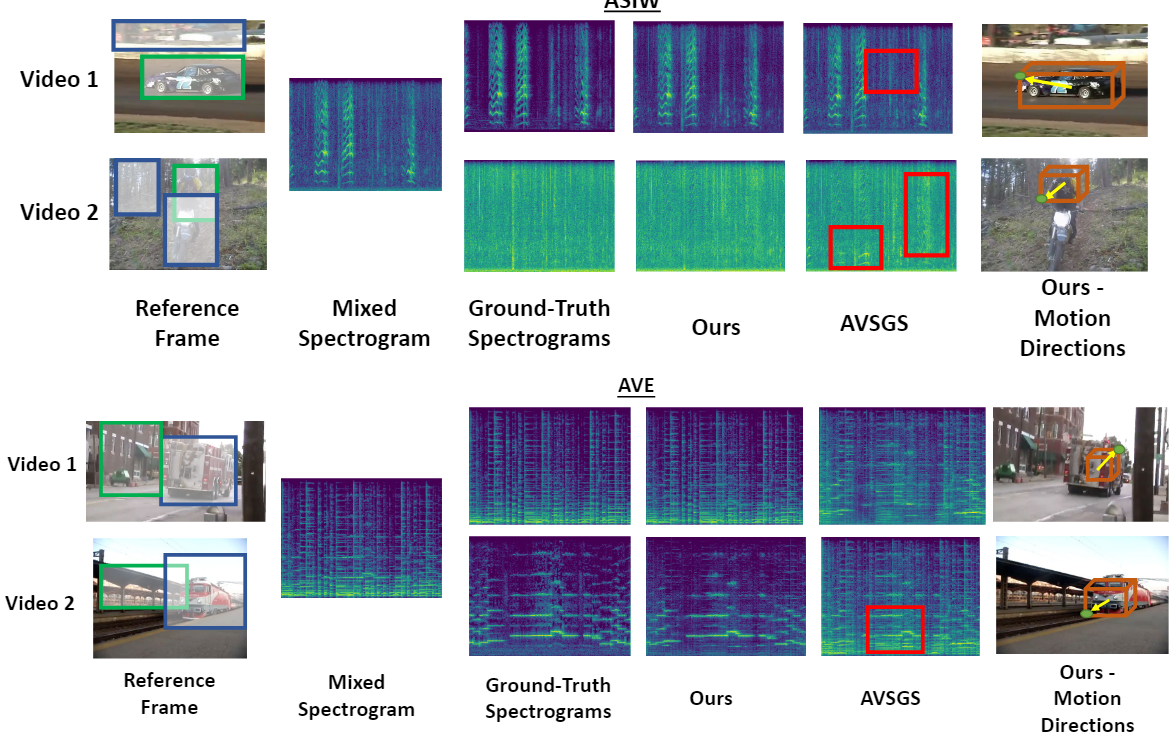 ASIW
Video 1
Video 2
Reference
Frame
Mixed
Spectrogram
Ground-Truth
Spectrograms
Ours
AVSGS
Ours -
Motion
Directions
AVE
Video 1
Video 2
Reference
Frame
Mixed
Spectrogram
Ground-Truth
Spectrograms
Ours
AVSGS
Ours -
Motion
Directions